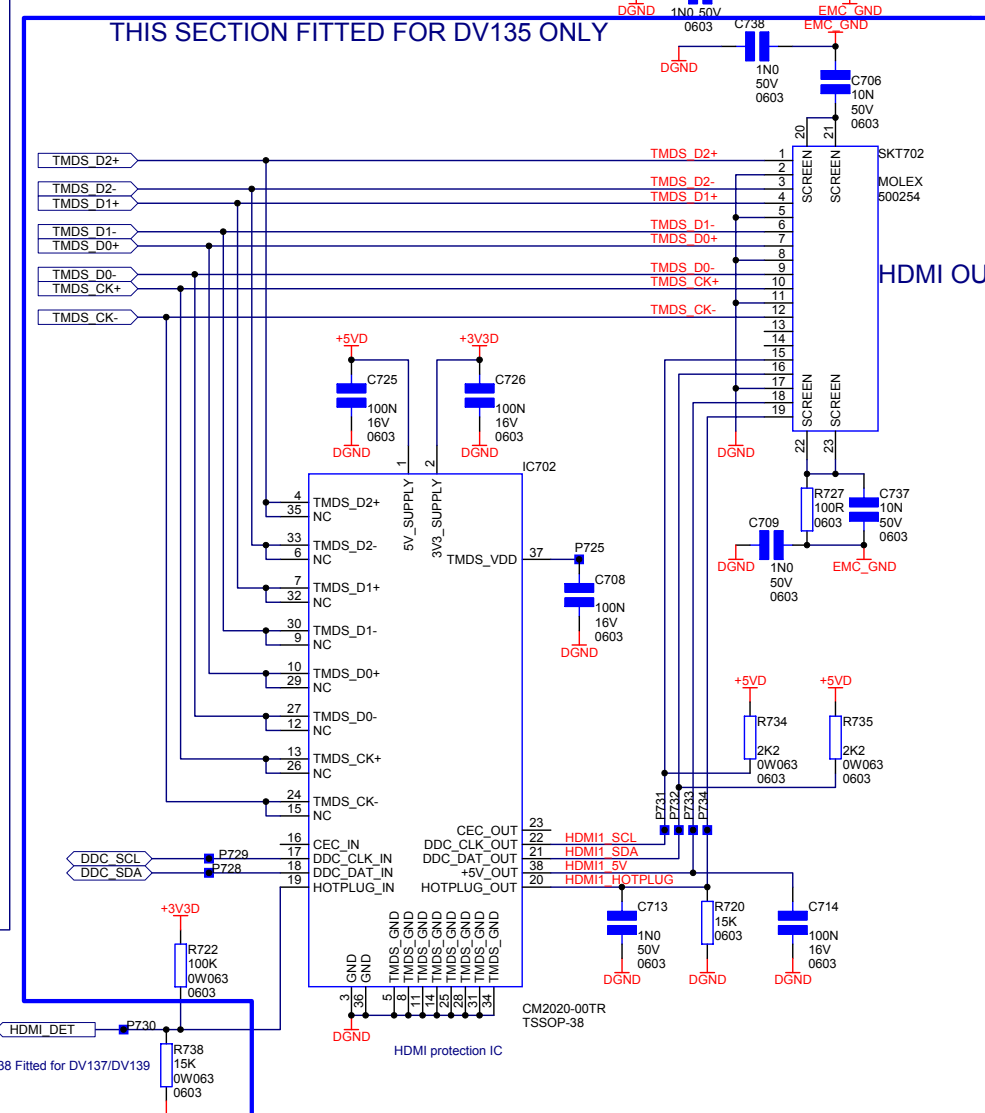 DGND
1N0 50V
0603
EMC_GND
EMC_GND
THIS SECTION FITTED FOR DV135 ONLY
C738
DGND
1N0
50V
0603
C706
10N
50V
0603
20
21
SKT702
MOLEX
500254
SCREEN
SCREEN
TMDS_D2+
TMDS_D2+
1
2
TMDS_D2-
TMDS_D2-
3
TMDS_D1+
TMDS_D1+
4
5
TMDS_D1-
TMDS_D1-
6
TMDS_D0+
TMDS_D0+
7
8
TMDS_D0-
TMDS_D0-
9
TMDS_CK+
TMDS_CK+
10
11
TMDS_CK-
TMDS_CK-
12
13
14
15
16
17
18
19
HDMI OU
SCREEN
SCREEN
22
23
DGND
+5VD
C725
100N
16V
0603
DGND
+3V3D
C726
100N
16V
0603
DGND
R727
100R
0603
C737
10N
50V
0603
C709
DGND
1N0
50V
0603
EMC_GND
IC702
1
2
5V_SUPPLY
3V3_SUPPLY
4 TMDS_D2+
35 NC
33 TMDS_D2-
6 NC
7 TMDS_D1+
32 NC
30 TMDS_D1-
9 NC
10 TMDS_D0+
29 NC
27 TMDS_D0-
12 NC
13 TMDS_CK+
26 NC
24 TMDS_CK-
15 NC
16 CEC_IN
17 DDC_CLK_IN
18 DDC_DAT_IN
19 HOTPLUG_IN
TMDS_VDD 37
P725
C708
100N
16V
0603
DGND
+5VD
R734
2K2
0W063
0603
+5VD
R735
2K2
0W063
0603
P731
P732
P733
P734
CEC_OUT 23
DDC_CLK_OUT 22 HDMI1_SCL
DDC_DAT_OUT 21 HDMI1_SDA
+5V_OUT 38 HDMI1_5V
HOTPLUG_OUT 20 HDMI1_HOTPLUG
DDC_SCL
P729
DDC_SDA
P728
C713
1N0
50V
0603
DGND
R720
15K
0603
DGND
C714
100N
16V
0603
DGND
GND
GND
TMDS_GND
TMDS_GND
TMDS_GND
TMDS_GND
TMDS_GND
TMDS_GND
TMDS_GND
TMDS_GND
3
36
5
8
11
14
25
28
31
34
DGND
CM2020-00TR
TSSOP-38
HDMI protection IC
+3V3D
R722
100K
0W063
0603
HDMI_DET
P730
38 Fitted for DV137/DV139
R738
15K
0W063
0603